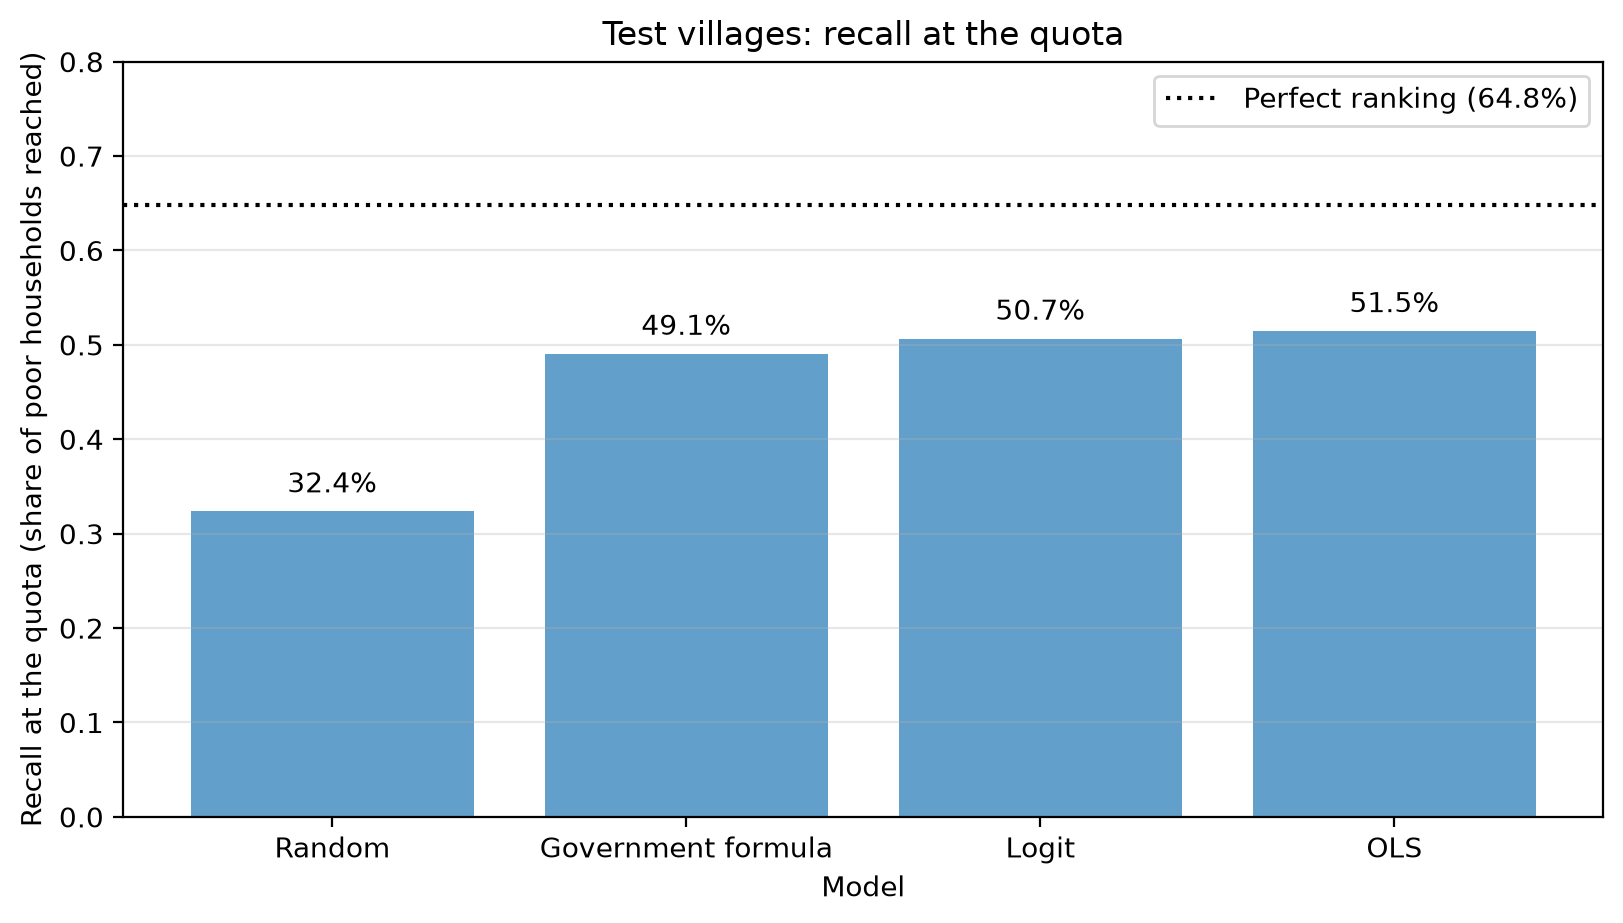 Test villages: recall at the quota
Recall at the quota (share of poor households reached)
0.8
0.7
0.6
0.5
0.4
0.3
0.2
0.1
0.0
Perfect ranking (64.8%)
32.4%
49.1%
50.7%
51.5%
Random
Government formula
Logit
OLS
Model